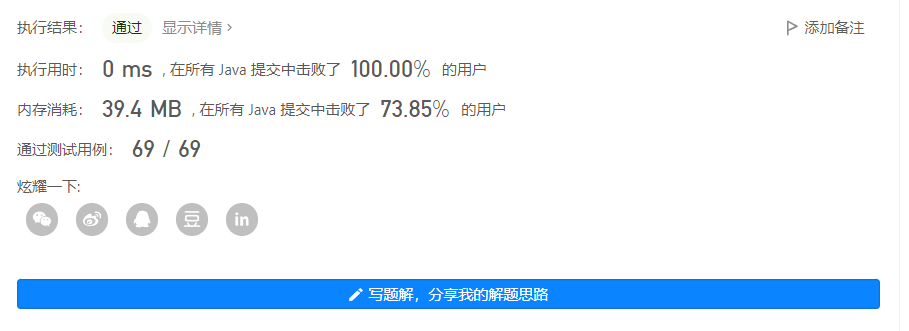 执行结果： 通过 显示详情 > 添加备注
执行用时： 0 ms , 在所有 Java 提交中击败了 100.00% 的用户
内存消耗： 39.4 MB , 在所有 Java 提交中击败了 73.85% 的用户
通过测试用例： 69 / 69
炫耀一下:
豆 in
写题解，分享我的解题思路